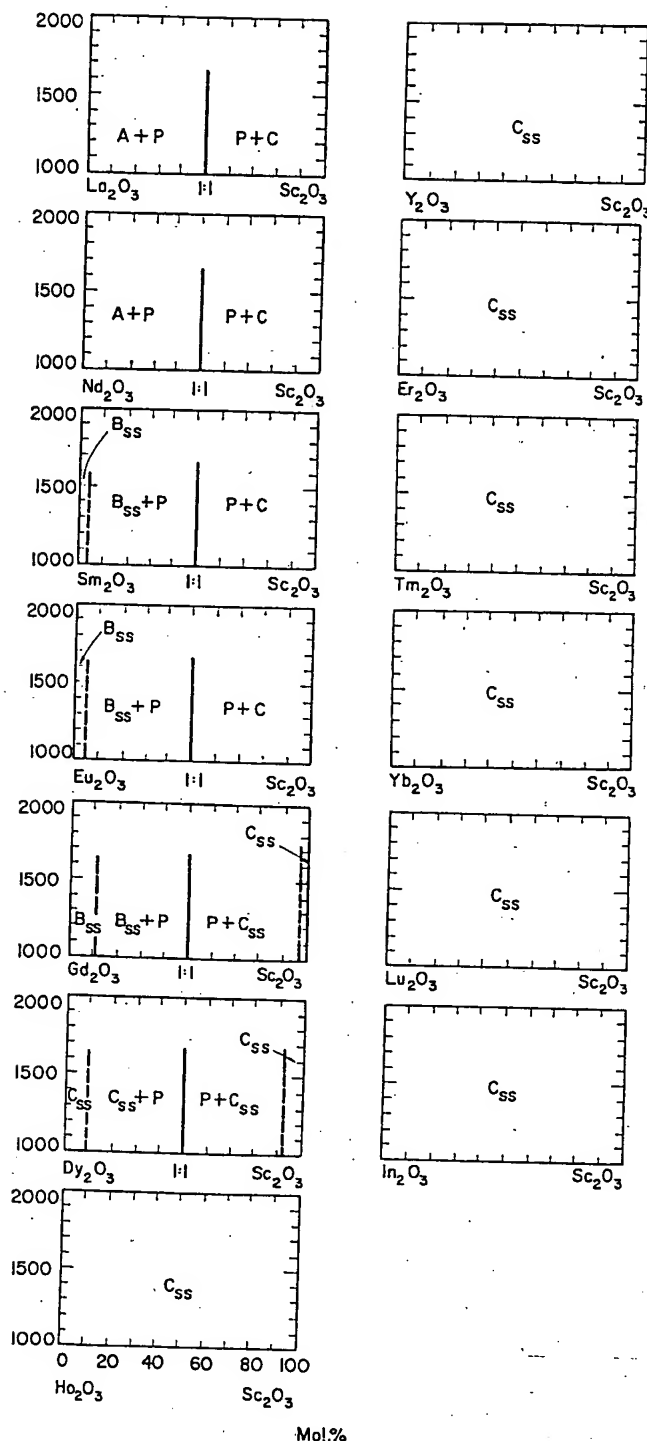 2000
1500
1000
A+P
P+C
La₂O₃ 1:1 Sc₂O₃
2000
1500
1000
A+P
P+C
Nd₂O₃ 1:1 Sc₂O₃
2000
1500
1000
Bss
Bss+P
P+C
Sm₂O₃ 1:1 Sc₂O₃
2000
1500
1000
Bss
Bss+P
P+C
Eu₂O₃ 1:1 Sc₂O₃
2000
1500
1000
Css
Bss
Bss+P
P+Css
Gd₂O₃ 1:1 Sc₂O₃
2000
1500
1000
Css
Css
Css+P
P+Css
Dy₂O₃ 1:1 Sc₂O₃
2000
1500
1000
Css
0 20 40 60 80 100
Ho₂O₃ Sc₂O₃
Css
Y₂O₃ Sc₂O₃
Css
Er₂O₃ Sc₂O₃
Css
Tm₂O₃ Sc₂O₃
Css
Yb₂O₃ Sc₂O₃
Css
Lu₂O₃ Sc₂O₃
Css
In₂O₃ Sc₂O₃
Mol.%